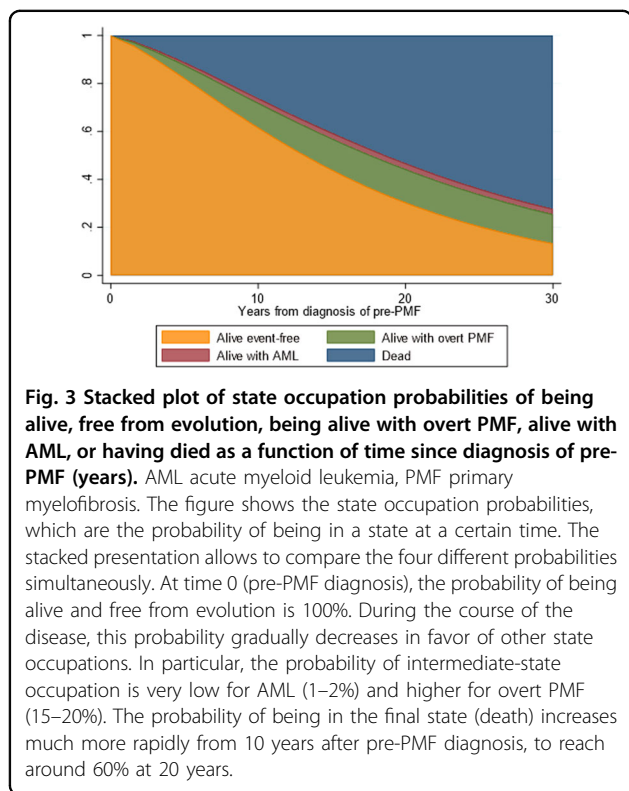 1
.8
.6
.4
.2
0
0 10 20 30
Years from diagnosis of pre-PMF
Alive event-free Alive with overt PMF
Alive with AML Dead
Fig. 3 Stacked plot of state occupation probabilities of being
alive, free from evolution, being alive with overt PMF, alive with
AML, or having died as a function of time since diagnosis of pre-
PMF (years). AML acute myeloid leukemia, PMF primary
myelofibrosis. The figure shows the state occupation probabilities,
which are the probability of being in a state at a certain time. The
stacked presentation allows to compare the four different probabilities
simultaneously. At time 0 (pre-PMF diagnosis), the probability of being
alive and free from evolution is 100%. During the course of the
disease, this probability gradually decreases in favor of other state
occupations. In particular, the probability of intermediate-state
occupation is very low for AML (1–2%) and higher for overt PMF
(15–20%). The probability of being in the final state (death) increases
much more rapidly from 10 years after pre-PMF diagnosis, to reach
around 60% at 20 years.